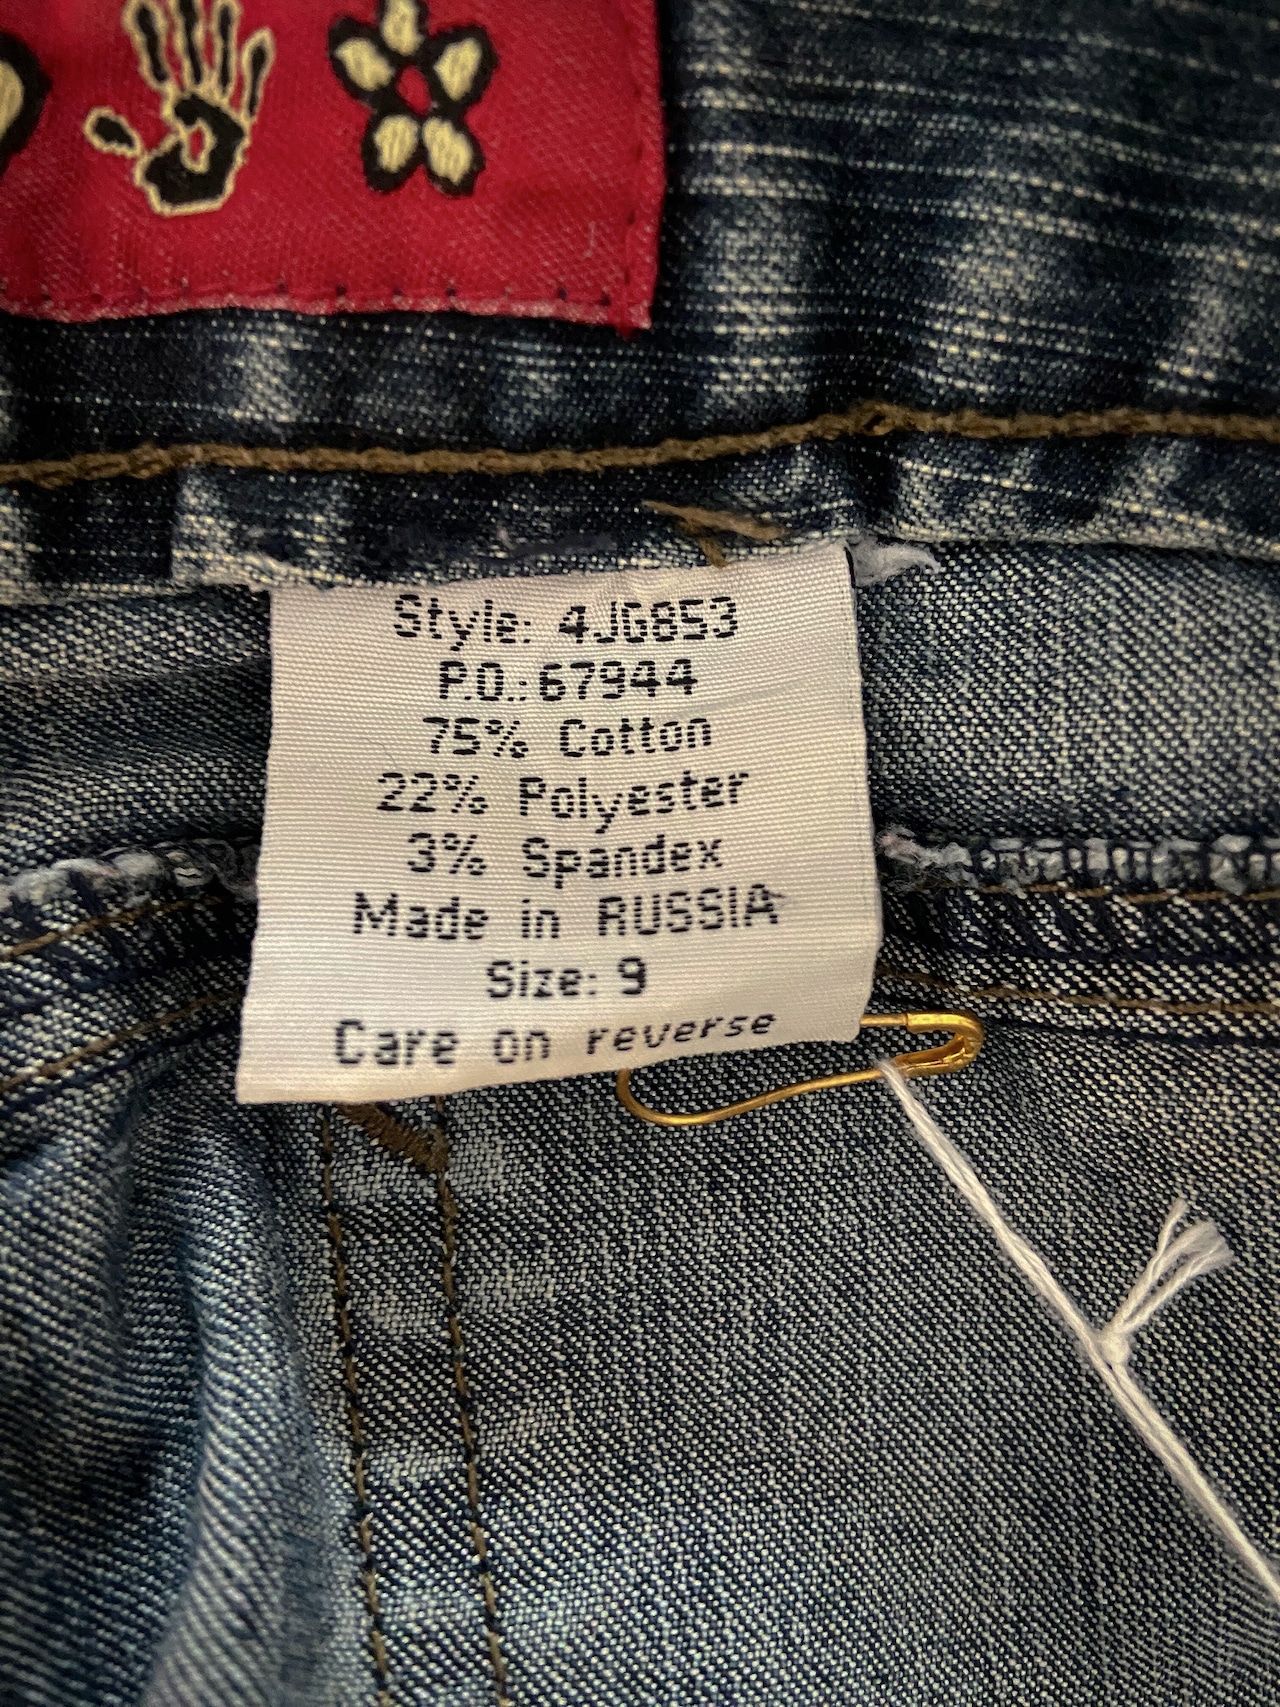 Style: 4JG853
P.O.: 67944
75% Cotton
22% Polyester
3% Spandex
Made in RUSSIA
Size: 9
Care on reverse